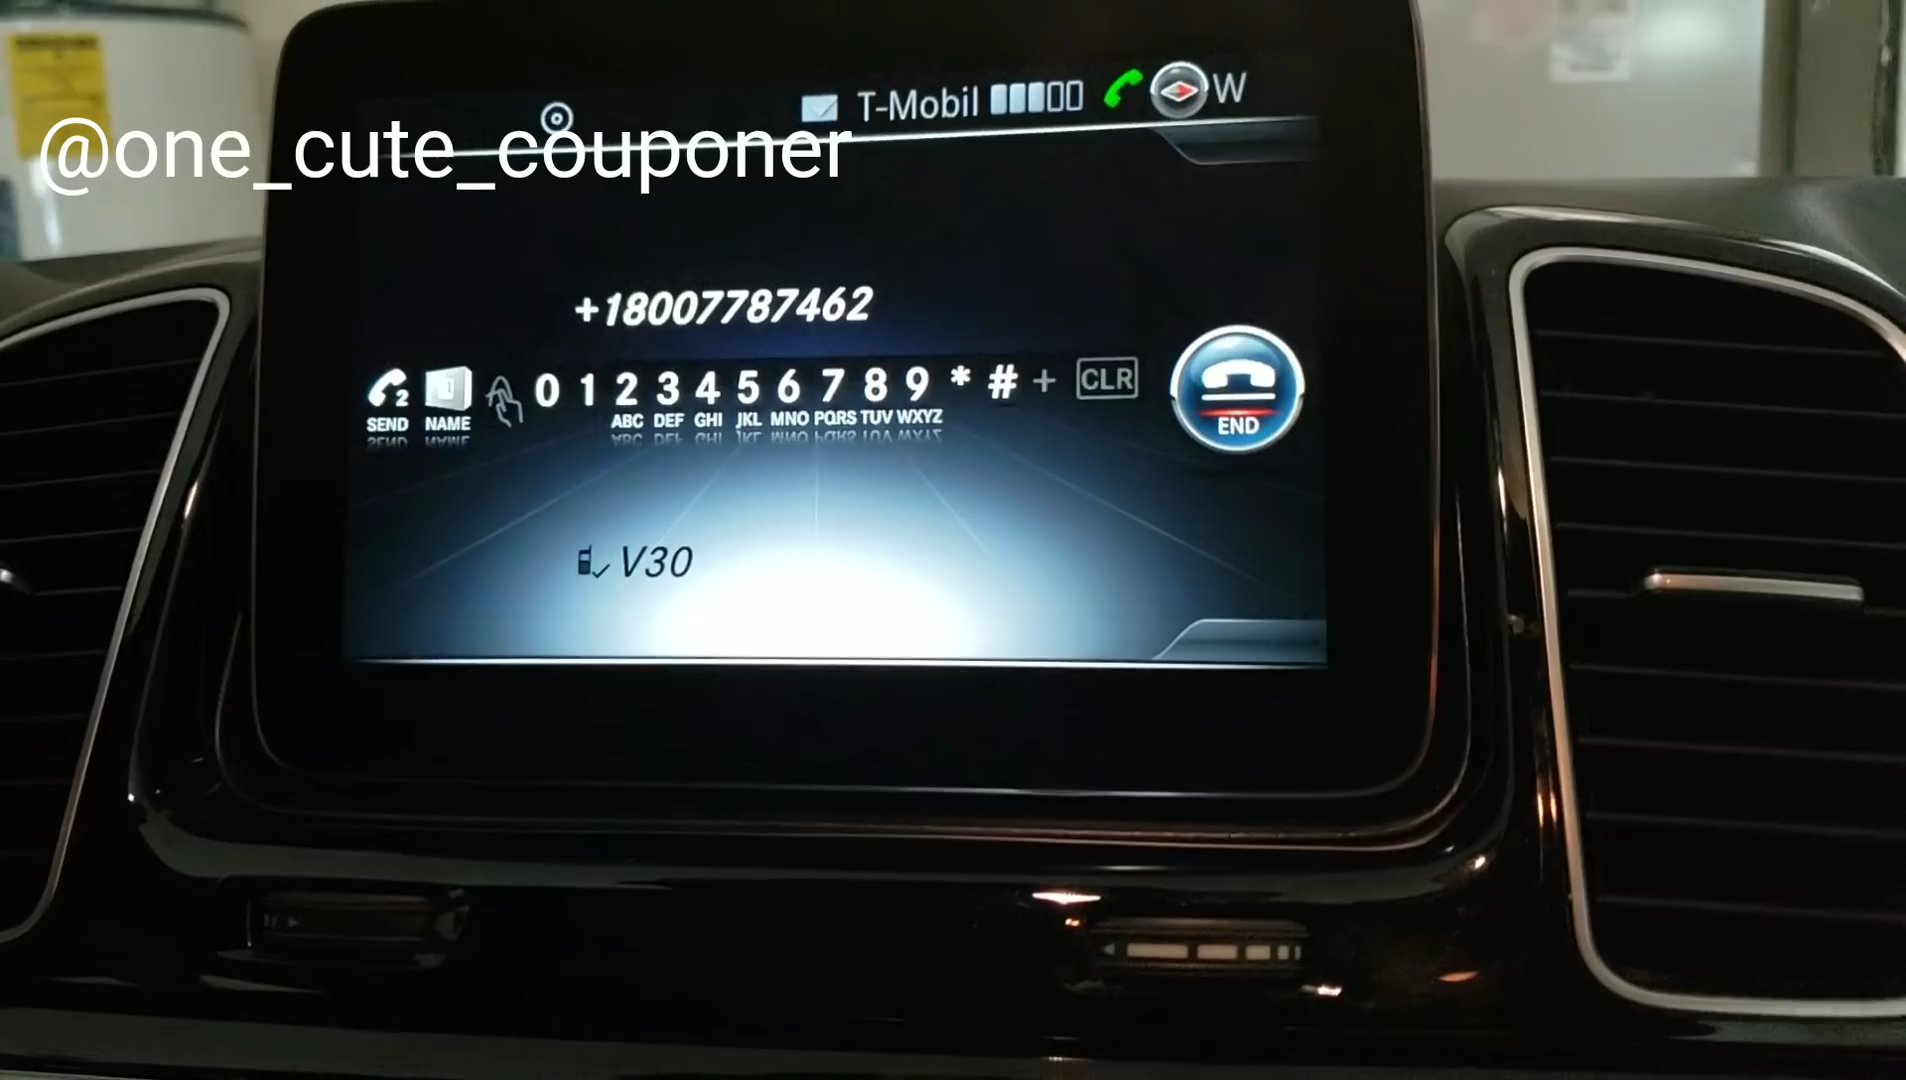 T-Mobil W
@one_cute_couponer
+18007787462
0 1 2 3 4 5 6 7 8 9 * # + CLR
SEND NAME ABC DEF GHI JKL MNO PQRS TUV WXYZ
END
V30